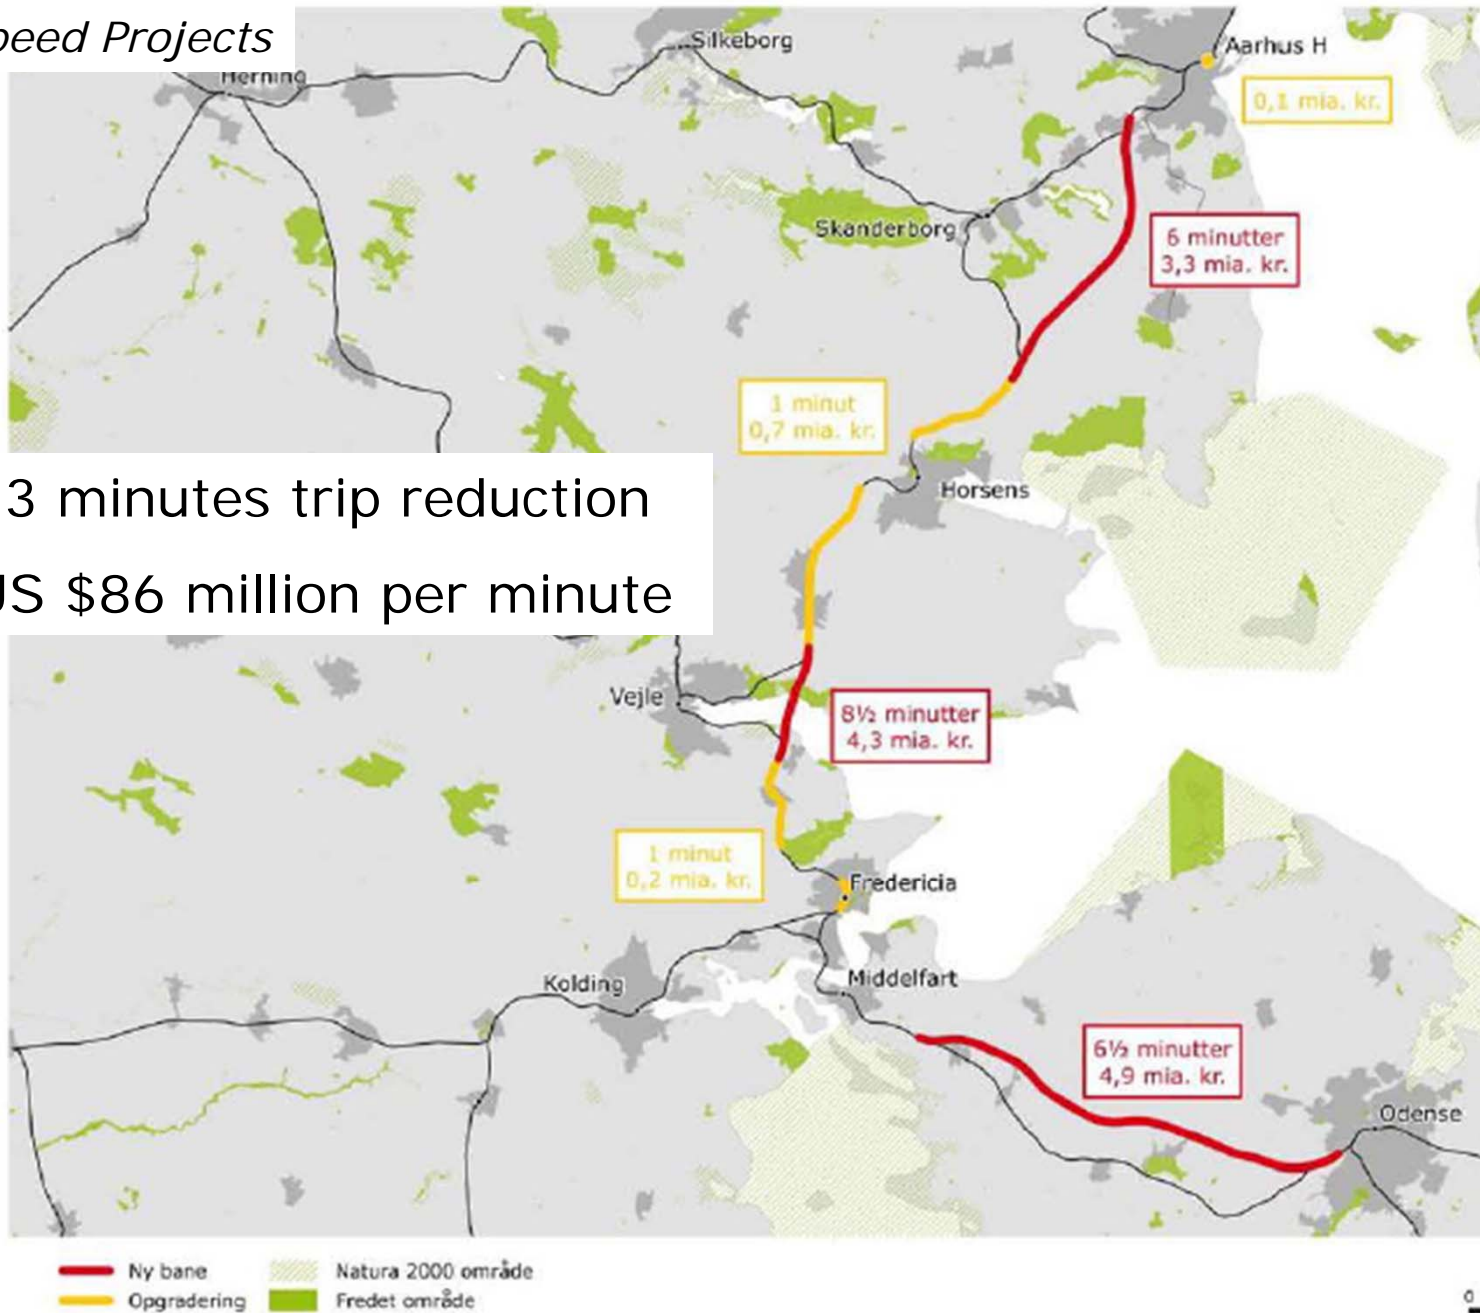 peed Projects
Silkeborg
Aarhus H
Herning
0,1 mia. kr.
Skanderborg
6 minutter
3,3 mia. kr.
1 minut
0,7 mia. kr.
Horsens
3 minutes trip reduction
US $86 million per minute
Vejle
8½ minutter
4,3 mia. kr.
1 minut
0,2 mia. kr.
Fredericia
Kolding
Middelfart
6½ minutter
4,9 mia. kr.
Odense
Ny bane
Natura 2000 område
Opgradering
Fredet område
0